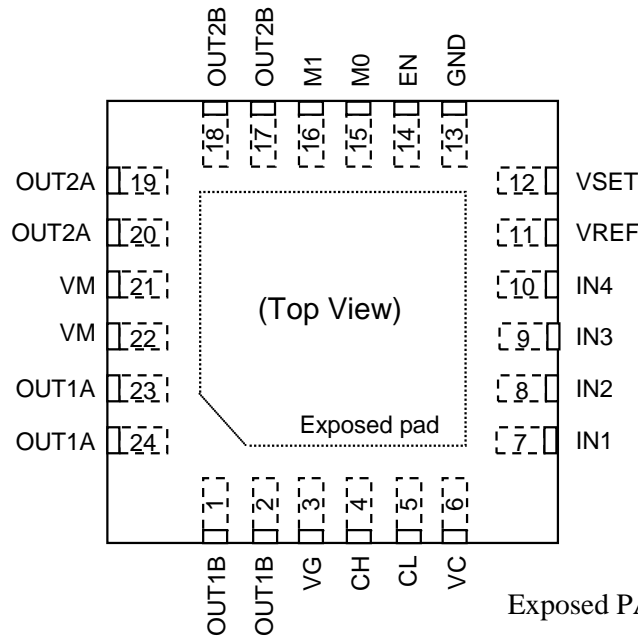 OUT2B
OUT2B
M1
M0
EN
GND
18
17
16
15
14
13
OUT2A 19
OUT2A 20
VM 21
VM 22
OUT1A 23
OUT1A 24
12 VSET
11 VREF
10 IN4
9 IN3
8 IN2
7 IN1
(Top View)
Exposed pad
1
2
3
4
5
6
OUT1B
OUT1B
VG
CH
CL
VC
Exposed PA